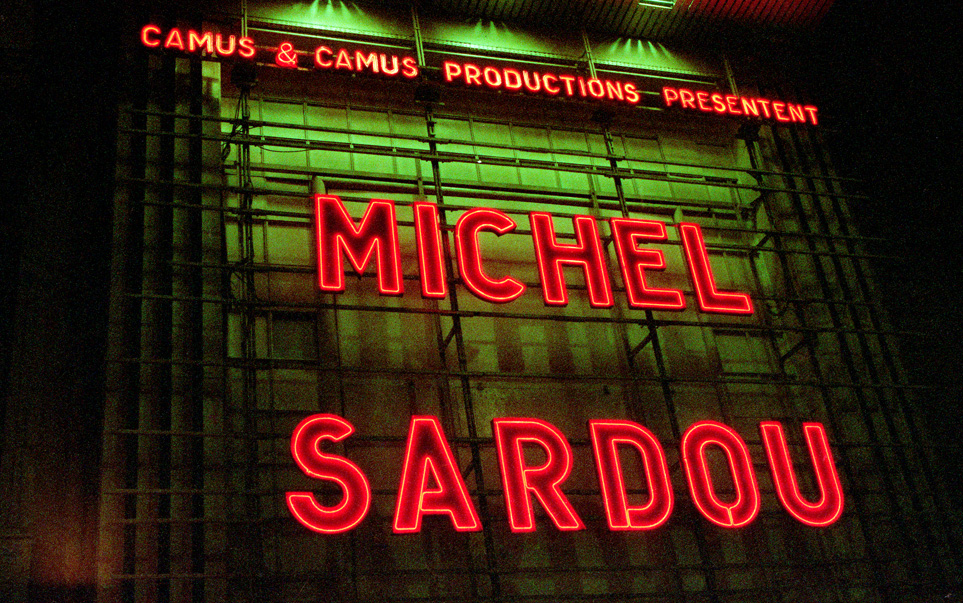 CAMUS & CAMUS PRODUCTIONS PRESENTENT
MICHEL
SARDOU